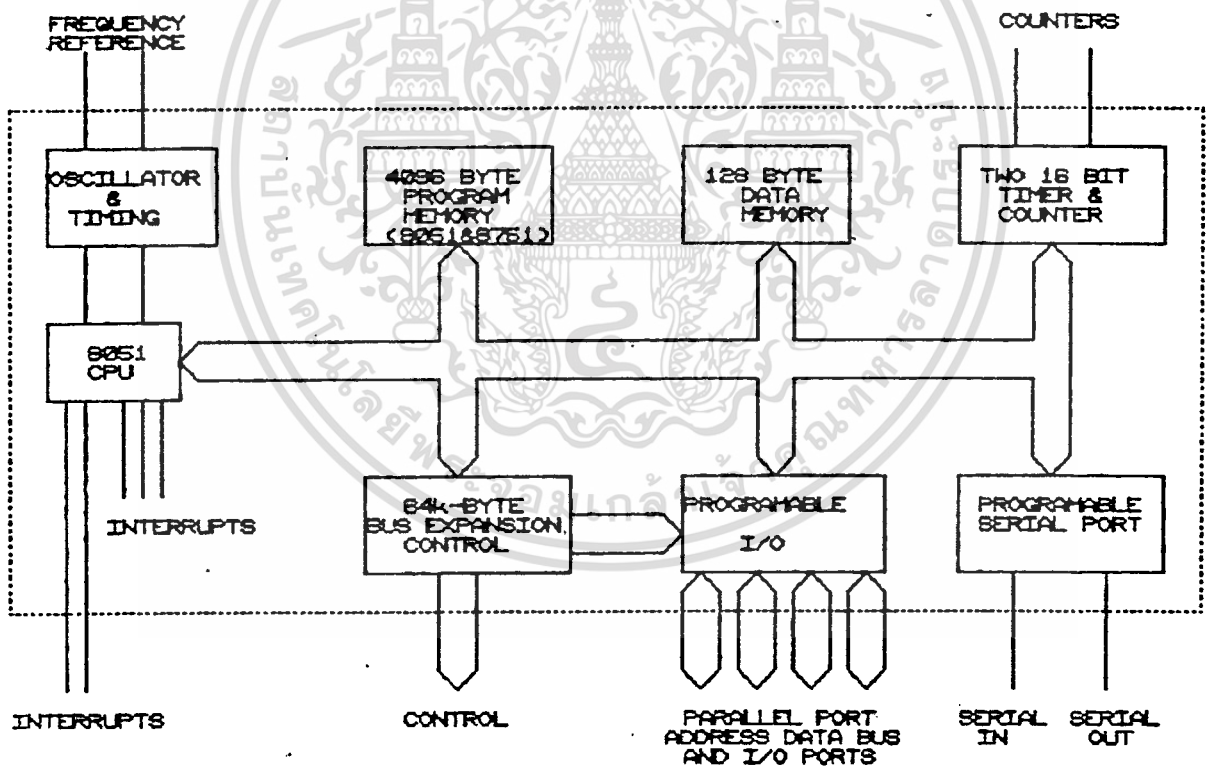 FREQUENCY
REFERENCE
COUNTERS
OSCILLATOR
&
TIMING
4096 BYTE
PROGRAM
MEMORY
(8051&8751)
128 BYTE
DATA
MEMORY
TWO 16 BIT
TIMER &
COUNTER
8051
CPU
INTERRUPTS
64k-BYTE
BUS EXPANSION
CONTROL
PROGRAMABLE
I/O
PROGRAMABLE
SERIAL PORT
INTERRUPTS
CONTROL
PARALLEL PORT
ADDRESS DATA BUS
AND I/O PORTS
SERIAL
IN
SERIAL
OUT